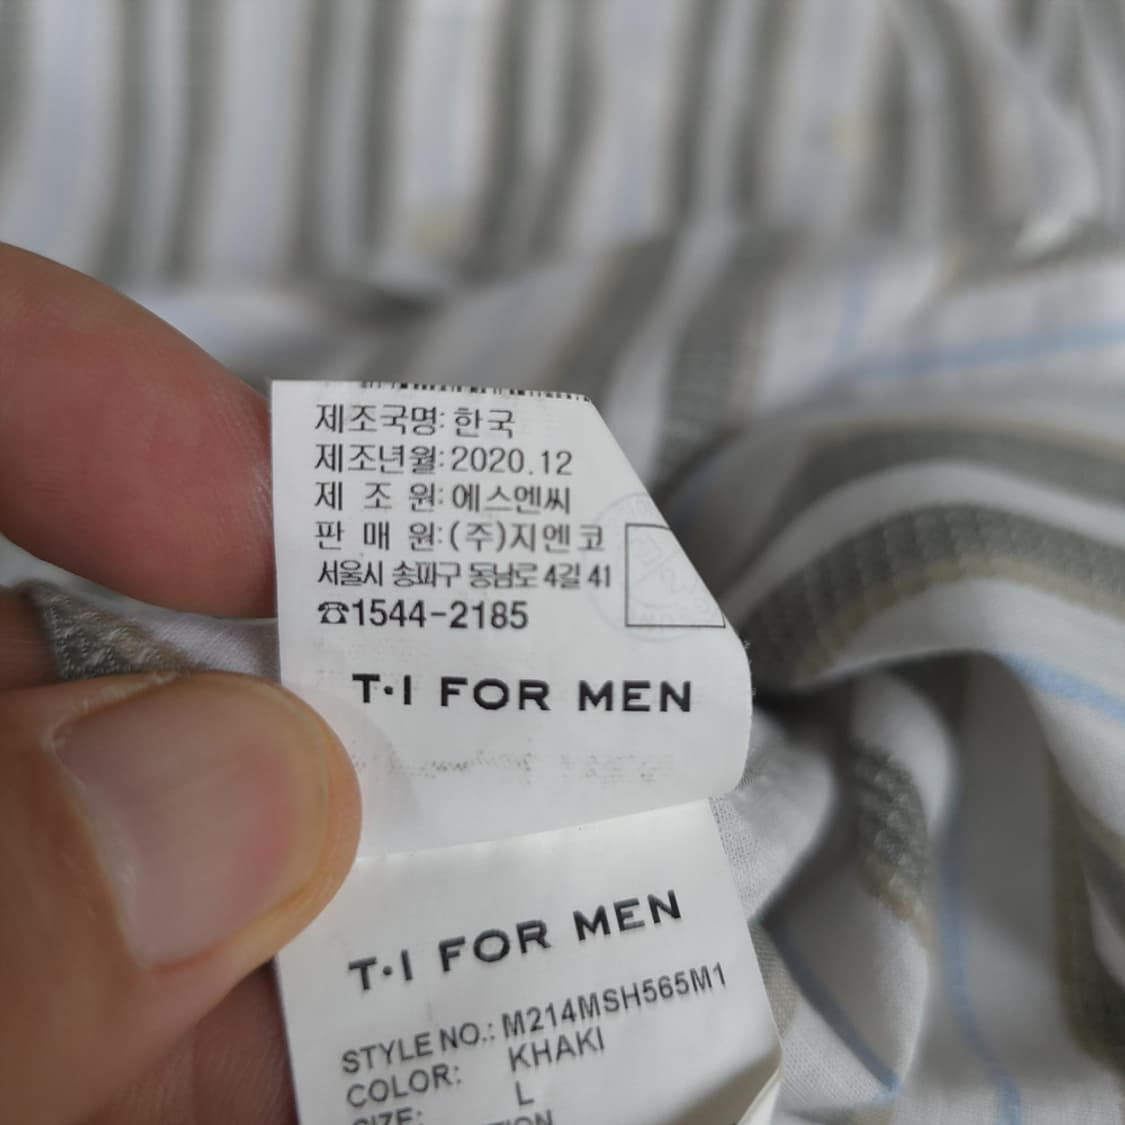 제조국명: 한국
제조년월: 2020.12
제 조 원: 에스엔씨
판 매 원: (주)지엔코
서울시 송파구 동남로 4길 41
☎1544-2185
T·I FOR MEN
T·I FOR MEN
STYLE NO.: M214MSH565M1
COLOR: KHAKI
SIZE: L